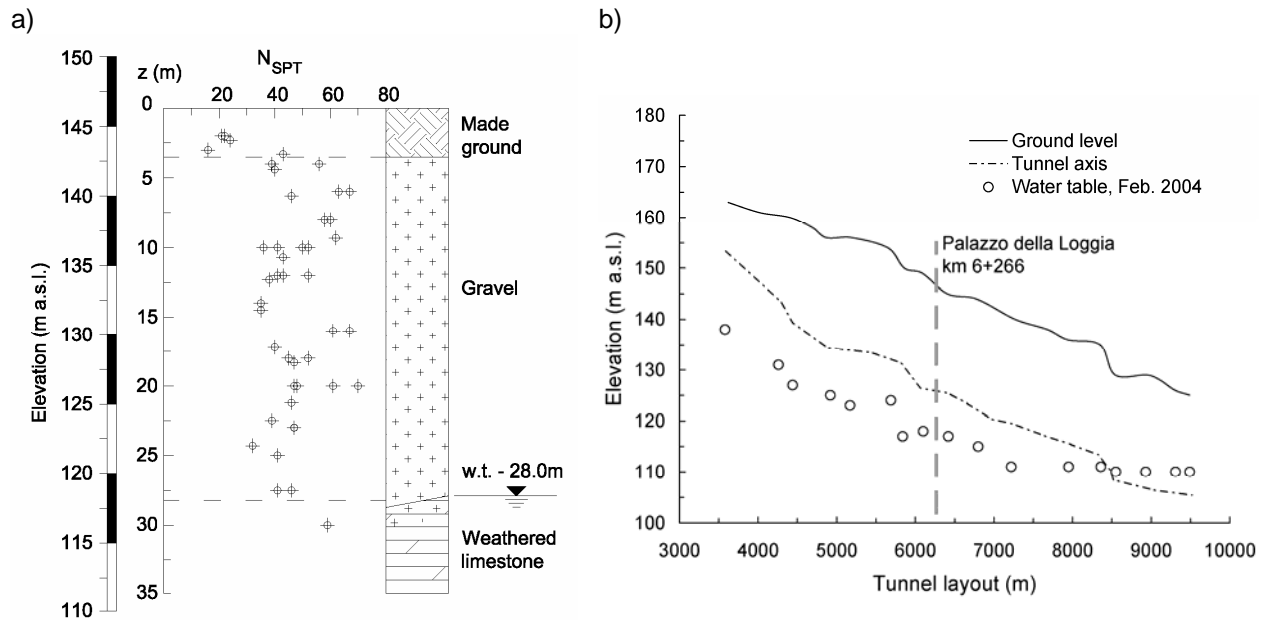 a)
N_SPT
z (m)
0 20 40 60 80
5
10
15
20
25
30
35
Elevation (m a.s.l.)
150
145
140
135
130
125
120
115
110
Made
ground
Gravel
w.t. - 28.0m
Weathered
limestone
b)
Elevation (m a.s.l.)
180
170
160
150
140
130
120
110
100
Ground level
Tunnel axis
Water table, Feb. 2004
Palazzo della Loggia
km 6+266
3000 4000 5000 6000 7000 8000 9000 10000
Tunnel layout (m)